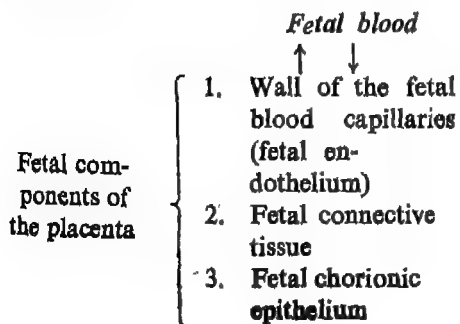 Fetal blood
1. Wall of the fetal
blood capillaries
(fetal en-
dothelium)
2. Fetal connective
tissue
3. Fetal chorionic
epithelium
Fetal com-
ponents of
the placenta